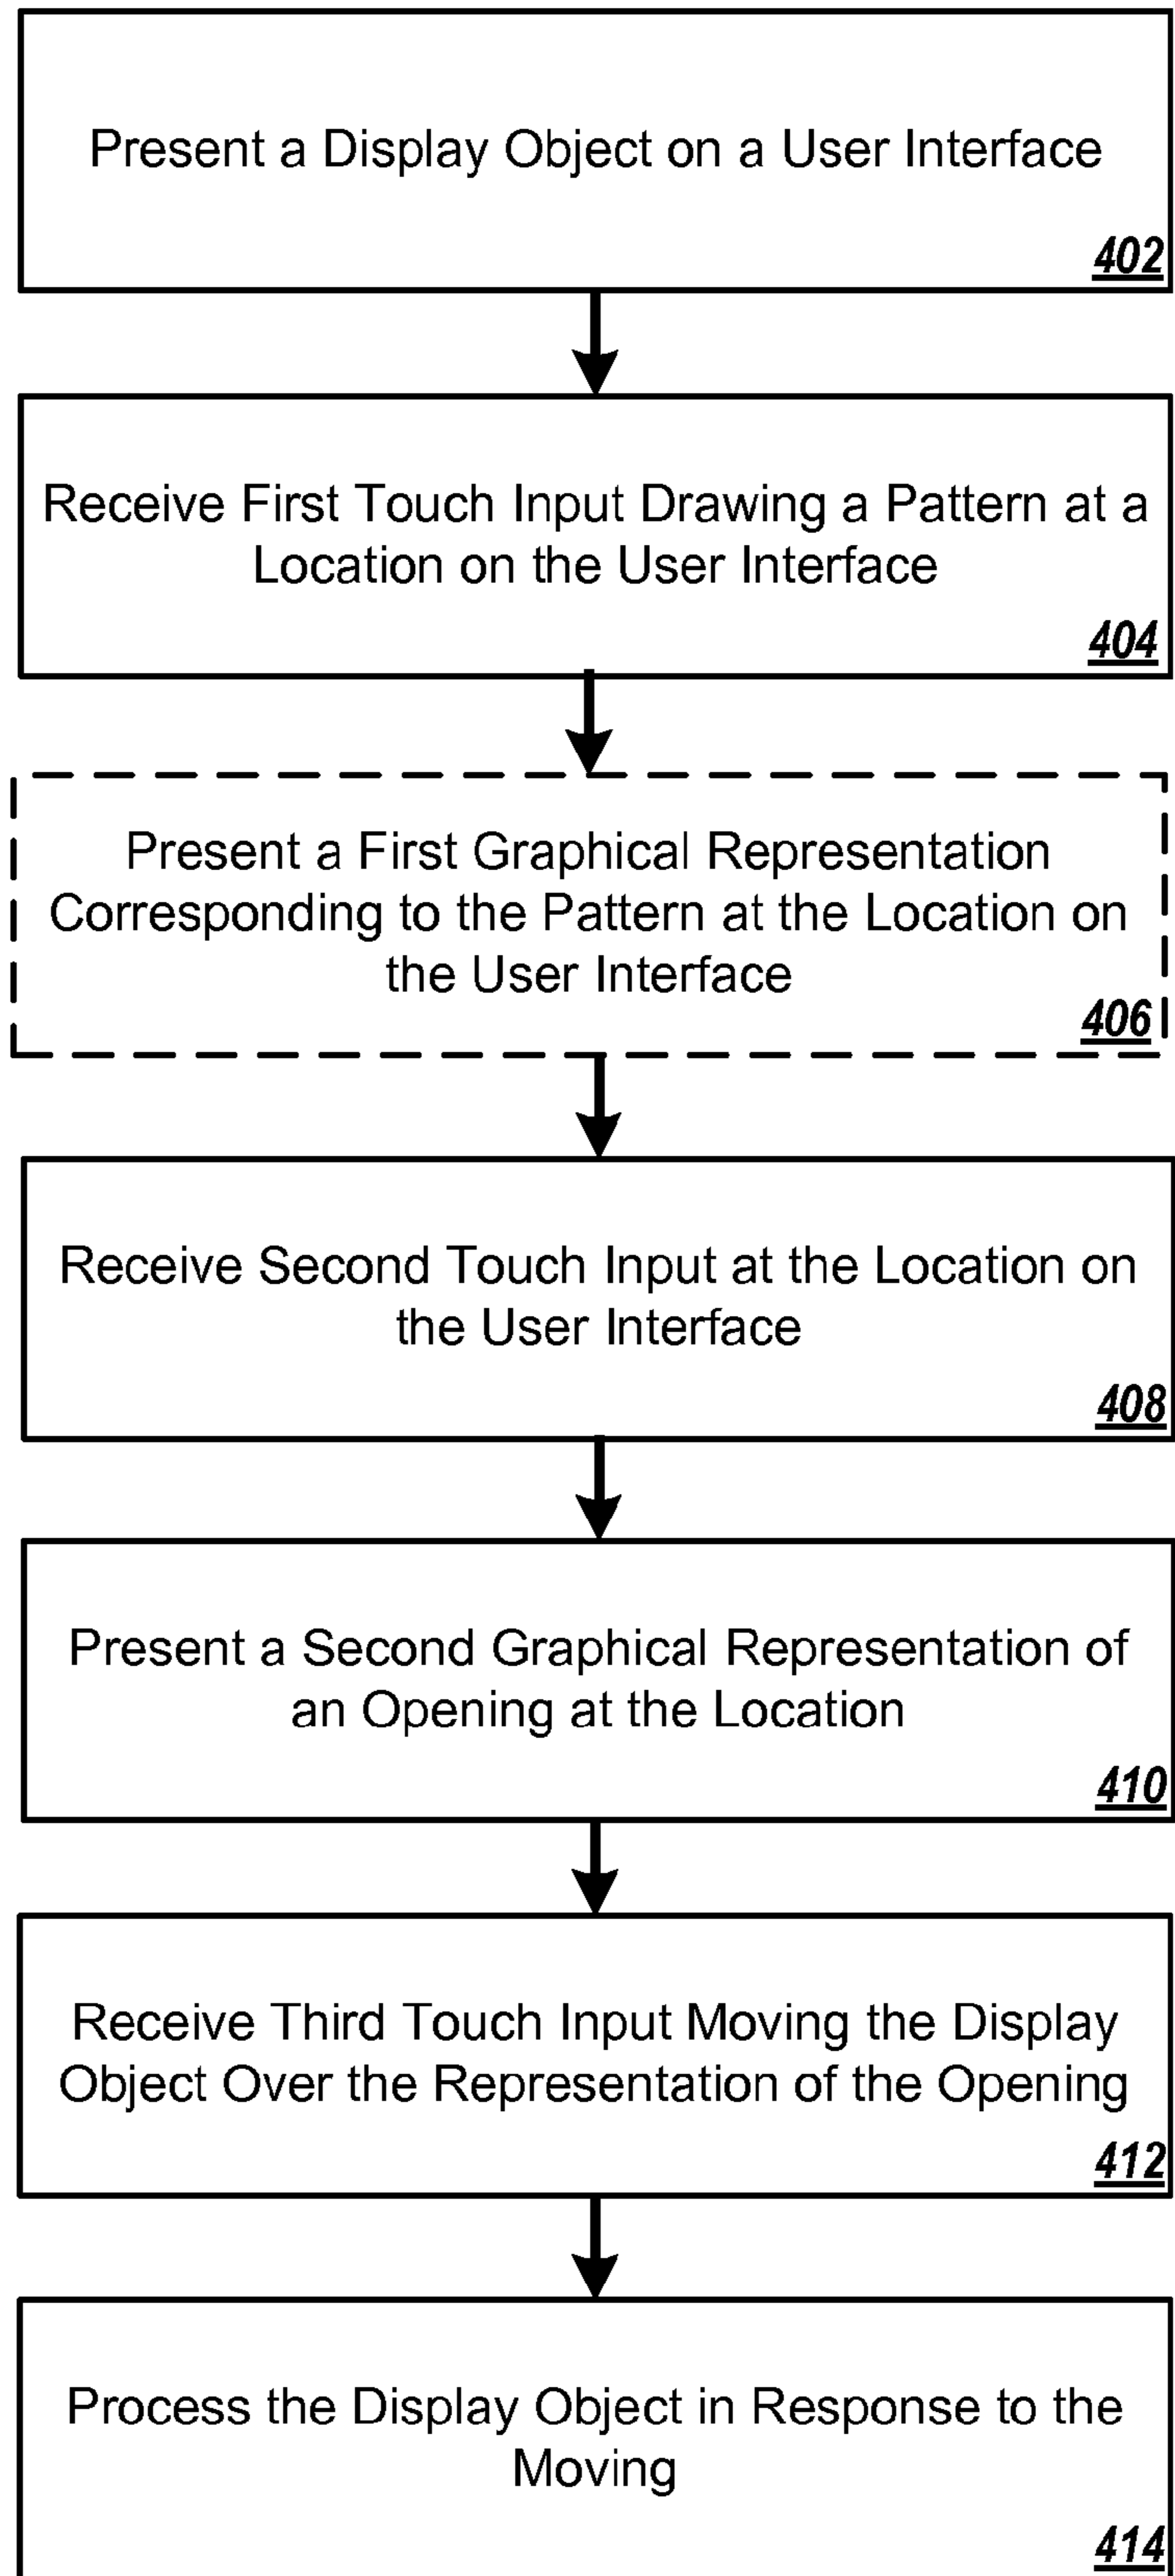 Present a Display Object on a User Interface
402
Receive First Touch Input Drawing a Pattern at a
Location on the User Interface
404
Present a First Graphical Representation
Corresponding to the Pattern at the Location on
the User Interface
406
Receive Second Touch Input at the Location on
the User Interface
408
Present a Second Graphical Representation of
an Opening at the Location
410
Receive Third Touch Input Moving the Display
Object Over the Representation of the Opening
412
Process the Display Object in Response to the
Moving
414